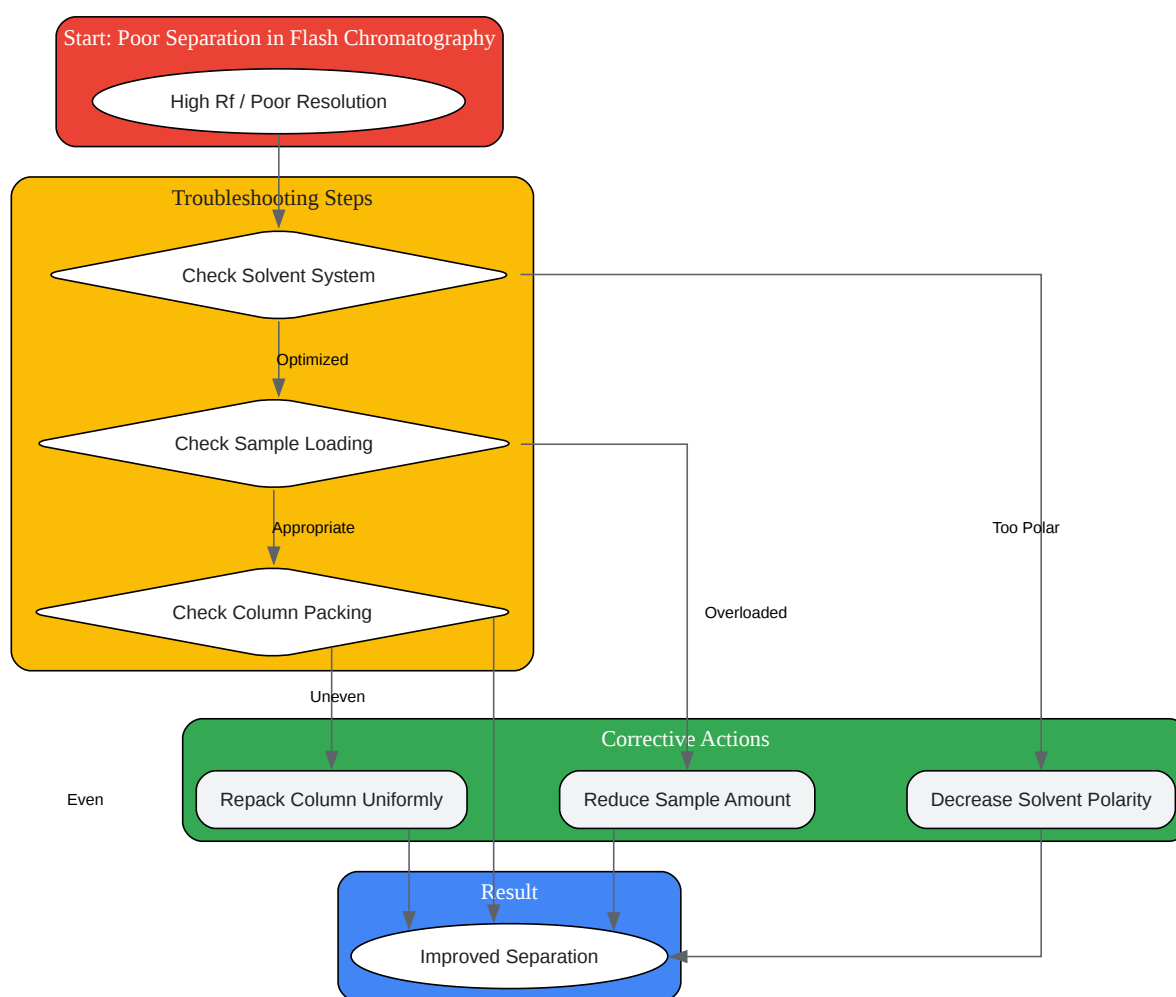 Start: Poor Separation in Flash Chromatography
High Rf / Poor Resolution
Troubleshooting Steps
Check Solvent System
Optimized
Check Sample Loading
Appropriate
Too Polar
Check Column Packing
Overloaded
Uneven
Corrective Actions
Even
Repack Column Uniformly
Reduce Sample Amount
Decrease Solvent Polarity
Result
Improved Separation